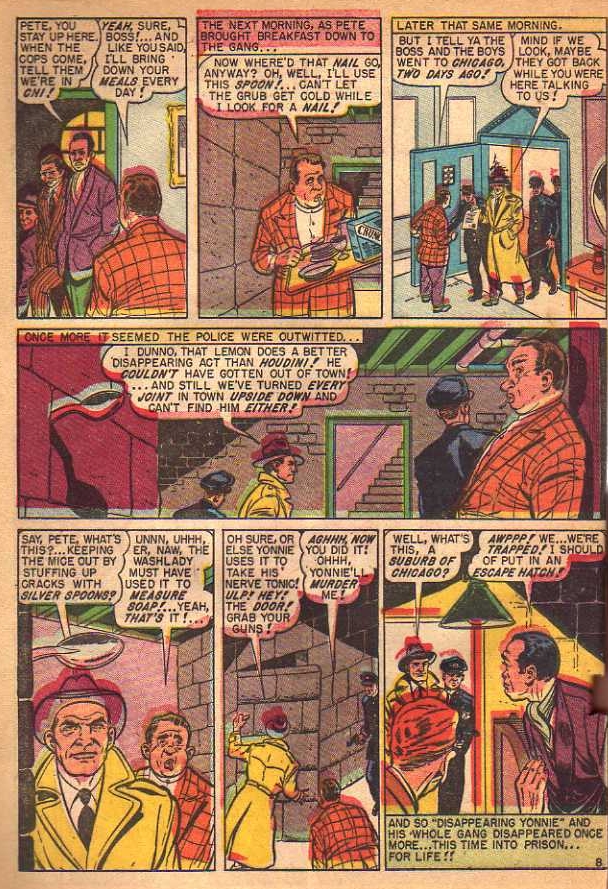 PETE, YOU
STAY UP HERE.
WHEN THE
COPS COME,
TELL THEM
WE'RE IN
CHI!
YEAH, SURE,
BOSS!...AND
LIKE YOU SAID,
I'LL BRING
DOWN YOUR
MEALS EVERY
DAY!
THE NEXT MORNING, AS PETE
BROUGHT BREAKFAST DOWN TO
THE GANG...
NOW WHERE'D THAT NAIL GO,
ANYWAY? OH, WELL, I'LL USE
THIS SPOON!... CAN'T LET
THE GRUB GET COLD WHILE
I LOOK FOR A NAIL!
LATER THAT SAME MORNING.
BUT I TELL YA THE
BOSS AND THE BOYS
WENT TO CHICAGO,
TWO DAYS AGO!
MIND IF WE
LOOK, MAYBE
THEY GOT BACK
WHILE YOU WERE
HERE TALKING
TO US!
ONCE MORE IT SEEMED THE POLICE WERE OUTWITTED...
I DUNNO, THAT LEMON DOES A BETTER
DISAPPEARING ACT THAN HOUDINI! HE
COULDN'T HAVE GOTTEN OUT OF TOWN!
...AND STILL WE'VE TURNED EVERY
JOINT IN TOWN UPSIDE DOWN AND
CAN'T FIND HIM EITHER!
SAY, PETE, WHAT'S
THIS?...KEEPING
THE MICE OUT BY
STUFFING UP
CRACKS WITH
SILVER SPOONS?
UNNN, UHHH,
ER, NAW, THE
WASHLADY
MUST HAVE
USED IT TO
MEASURE
SOAP!...YEAH,
THAT'S IT!...
OH SURE, OR
ELSE YONNIE
USES IT TO
TAKE HIS
NERVE TONIC!
ULP! HEY!
THE DOOR!
GRAB YOUR
GUNS!
AGHHH, NOW
YOU DID IT!
OHHH,
YONNIE'LL
MURDER
ME!
WELL, WHAT'S
THIS, A
SUBURB OF
CHICAGO?
AWPPP! WE...WE'RE
TRAPPED! I SHOULD
OF PUT IN AN
ESCAPE HATCH!
AND SO "DISAPPEARING YONNIE" AND
HIS WHOLE GANG DISAPPEARED ONCE
MORE...THIS TIME INTO PRISON...
FOR LIFE!!
8